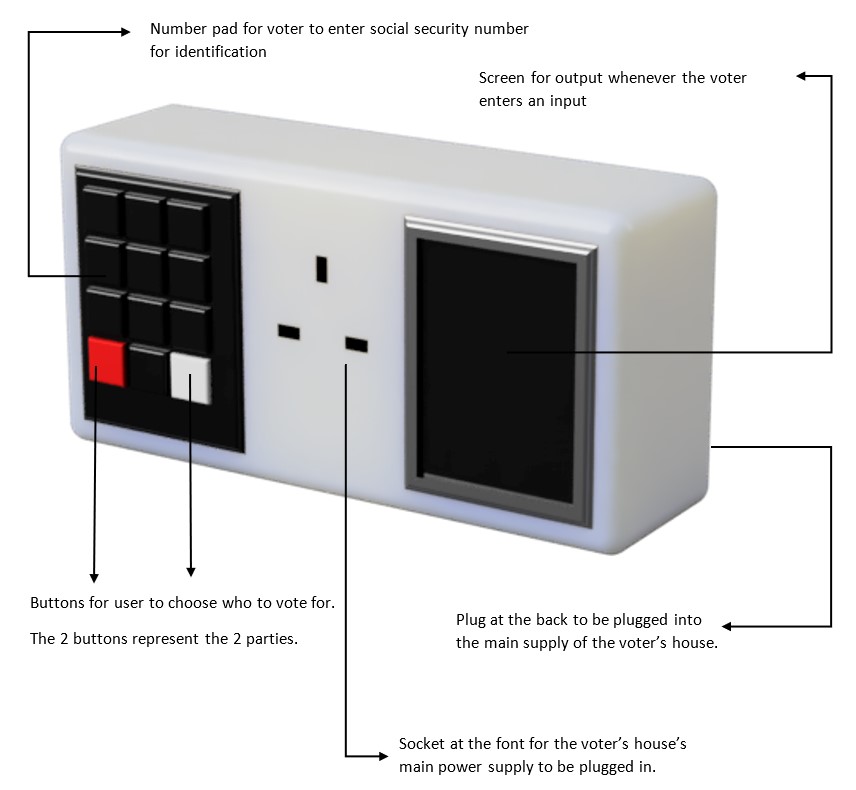 Number pad for voter to enter social security number
for identification
Screen for output whenever the voter
enters an input
Buttons for user to choose who to vote for.
The 2 buttons represent the 2 parties.
Plug at the back to be plugged into
the main supply of the voter's house.
Socket at the font for the voter's house's
main power supply to be plugged in.